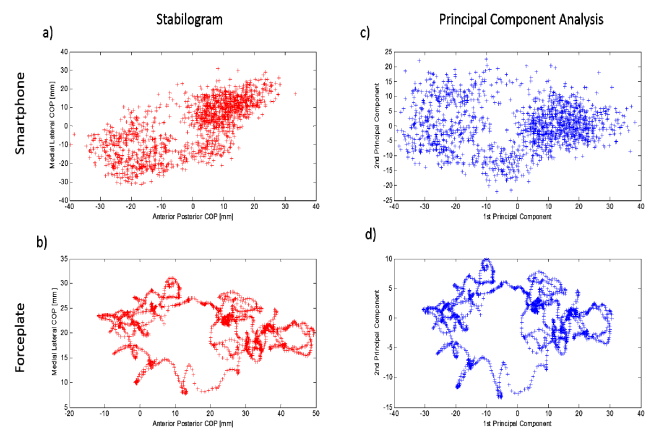 Stabilogram
Principal Component Analysis
Smartphone
a)
40
30
20
10
0
-10
-20
-30
-40
Medial Lateral COP [mm]
-40 -30 -20 -10 0 10 20 30 40
Anterior Posterior COP [mm]
c)
25
20
15
10
5
0
-5
-10
-15
-20
-25
2nd Principal Component
-40 -30 -20 -10 0 10 20 30 40
1st Principal Component
Forceplate
b)
35
30
25
20
15
10
5
Medial Lateral COP [mm]
-20 -10 0 10 20 30 40 50
Anterior Posterior COP [mm]
d)
10
5
0
-5
-10
-15
2nd Principal Component
-40 -30 -20 -10 0 10 20 30
1st Principal Component